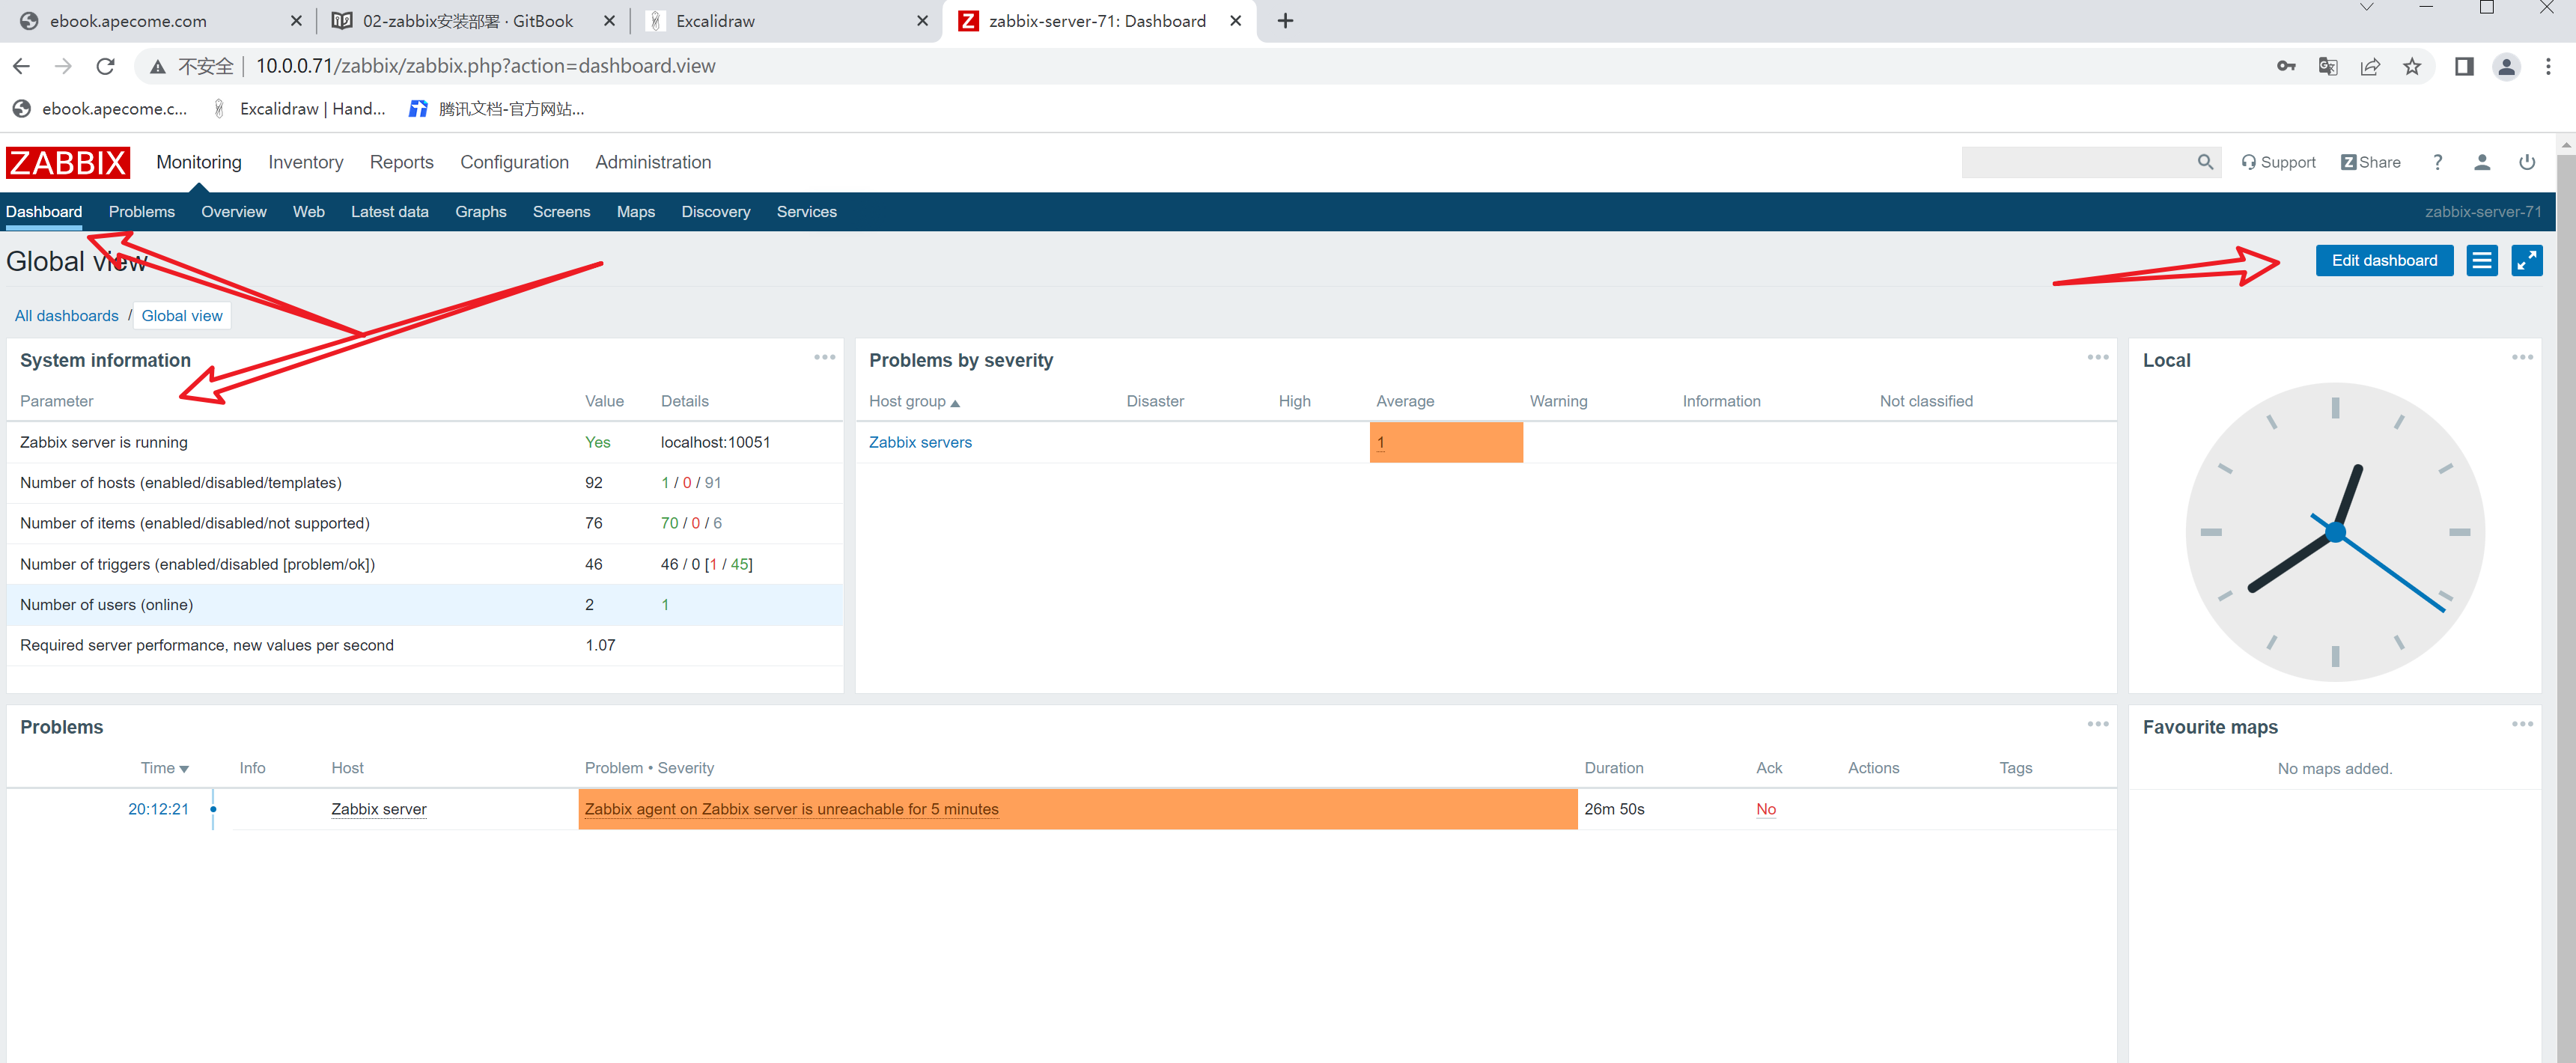 ebook.apecome.com
02-zabbix安装部署 · GitBook
Excalidraw
Z zabbix-server-71: Dashboard
不安全 10.0.0.71/zabbix/zabbix.php?action=dashboard.view
ebook.apecome.c...
Excalidraw | Hand...
腾讯文档-官方网站...
ZABBIX Monitoring Inventory Reports Configuration Administration
Support Z Share ?
Dashboard Problems Overview Web Latest data Graphs Screens Maps Discovery Services zabbix-server-71
Global view
Edit dashboard
All dashboards / Global view
System information
Parameter Value Details
Zabbix server is running Yes localhost:10051
Number of hosts (enabled/disabled/templates) 92 1 / 0 / 91
Number of items (enabled/disabled/not supported) 76 70 / 0 / 6
Number of triggers (enabled/disabled [problem/ok]) 46 46 / 0 [1 / 45]
Number of users (online) 2 1
Required server performance, new values per second 1.07
Problems by severity
Host group Disaster High Average Warning Information Not classified
Zabbix servers 1
Local
Problems
Time Info Host Problem • Severity Duration Ack Actions Tags
20:12:21 Zabbix server Zabbix agent on Zabbix server is unreachable for 5 minutes 26m 50s No
Favourite maps
No maps added.